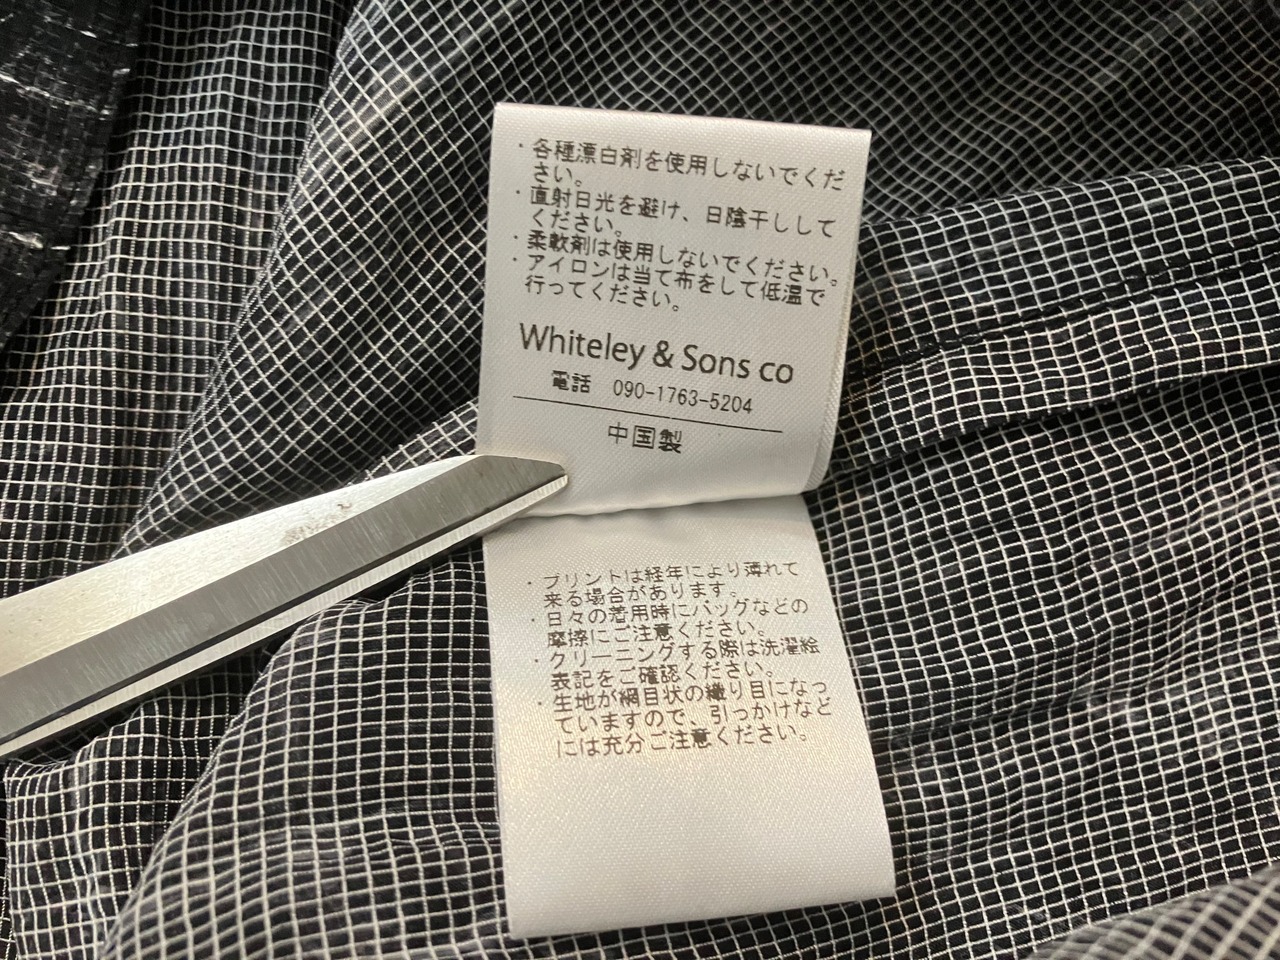 ・各種漂白剤を使用しないでくだ
さい。
・直射日光を避け、日陰干しして
ください。
・柔軟剤は使用しないでください。
・アイロンは当て布をして低温で
行ってください。
Whiteley & Sons co
電話 090-1763-5204
中国製
・プリントは経年により薄れて
来る場合があります。
・日々の着用時にバッグなどの
摩擦にご注意ください。
・クリーニングする際は洗濯絵
表記をご確認ください。
・生地が網目状の織り目になっ
ていますので、引っかけなど
には充分ご注意ください。